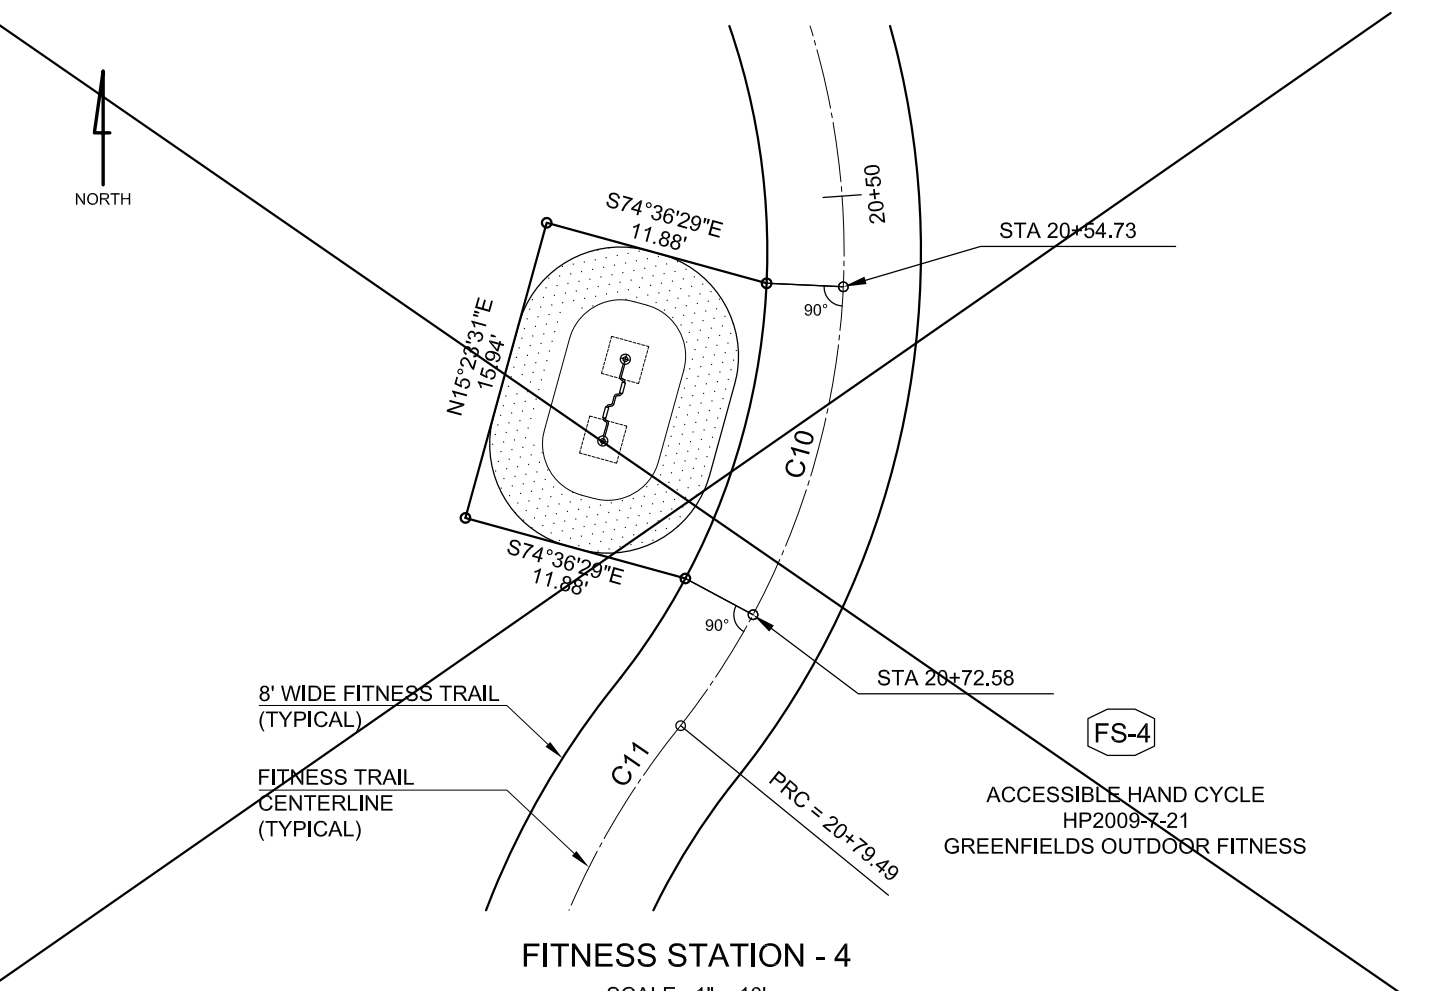 NORTH
S74°36'29"E
11.88'
20+50
STA 20+54.73
90°
N15°23'31"E
15.94'
C10
S74°36'29"E
11.88'
90°
STA 20+72.58
8' WIDE FITNESS TRAIL
(TYPICAL)
FS-4
C11
PRC = 20+79.49
FITNESS TRAIL
CENTERLINE
(TYPICAL)
ACCESSIBLE HAND CYCLE
HP2009-7-21
GREENFIELDS OUTDOOR FITNESS
FITNESS STATION - 4